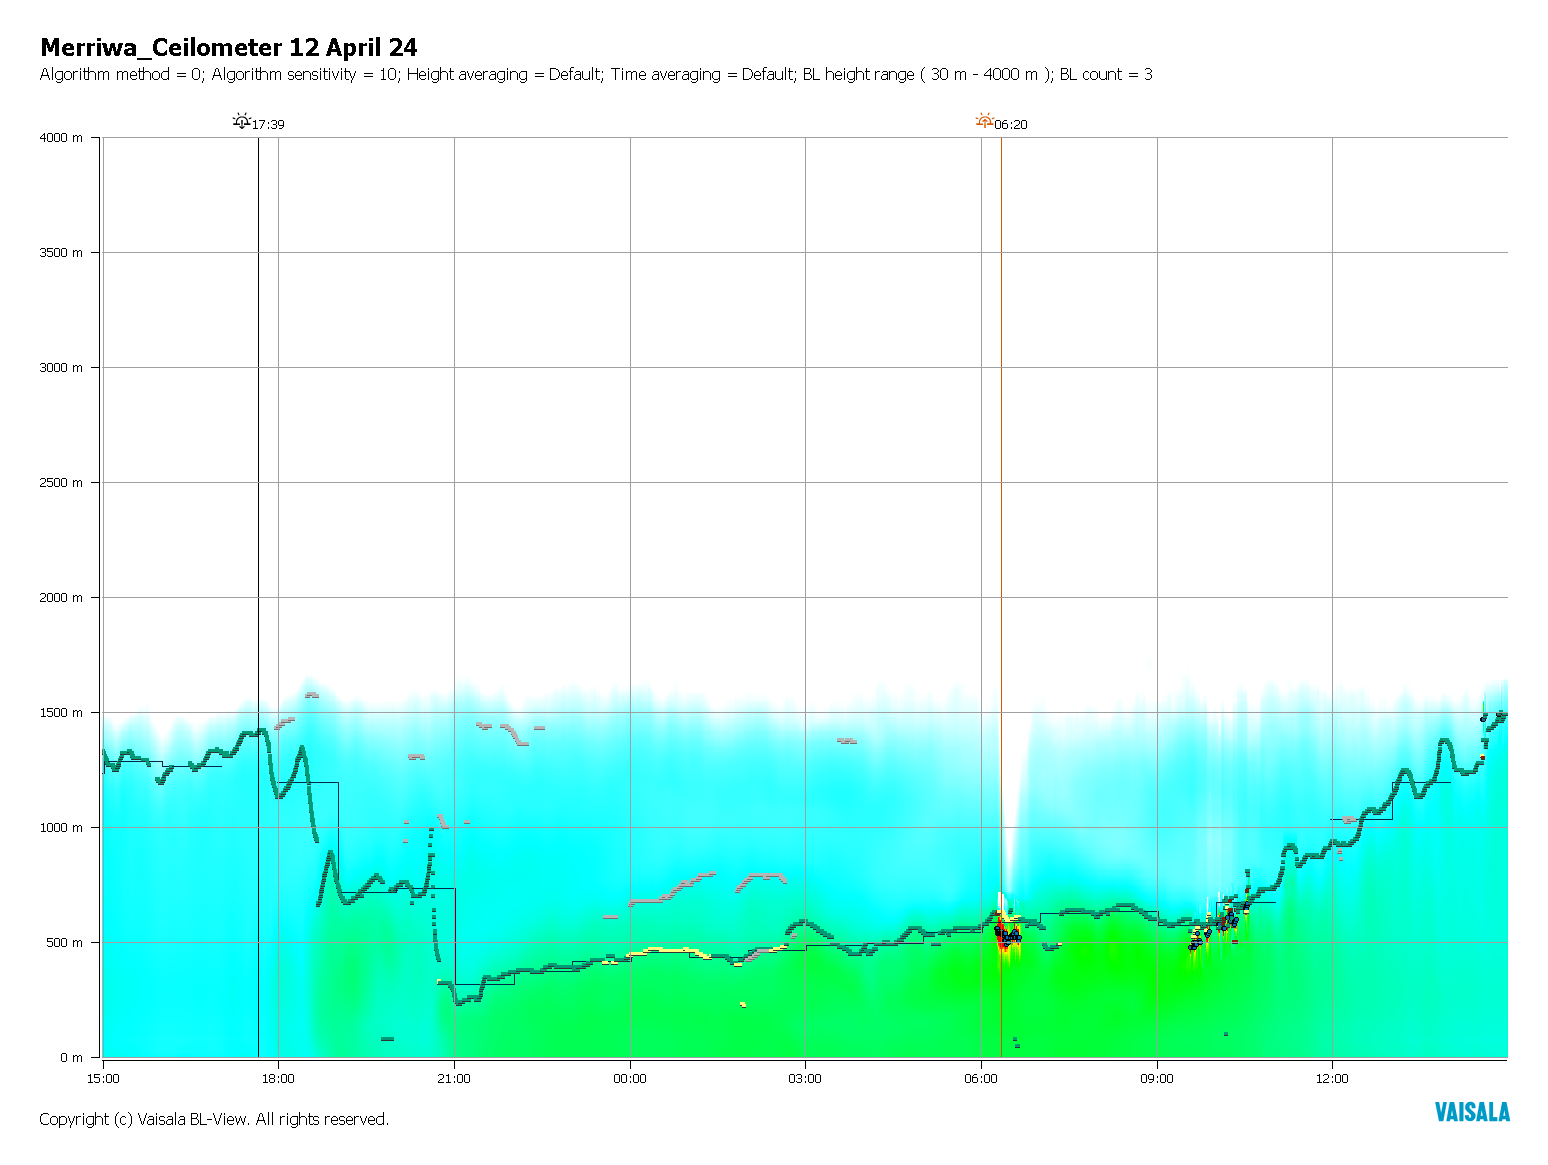 Merriwa_Ceilometer 12 April 24
Algorithm method = 0; Algorithm sensitivity = 10; Height averaging = Default; Time averaging = Default; BL height range ( 30 m - 4000 m ); BL count = 3
17:39
06:20
4000 m
3500 m
3000 m
2500 m
2000 m
1500 m
1000 m
500 m
0 m
15:00
18:00
21:00
00:00
03:00
06:00
09:00
12:00
Copyright (c) Vaisala BL-View. All rights reserved.
VAISALA